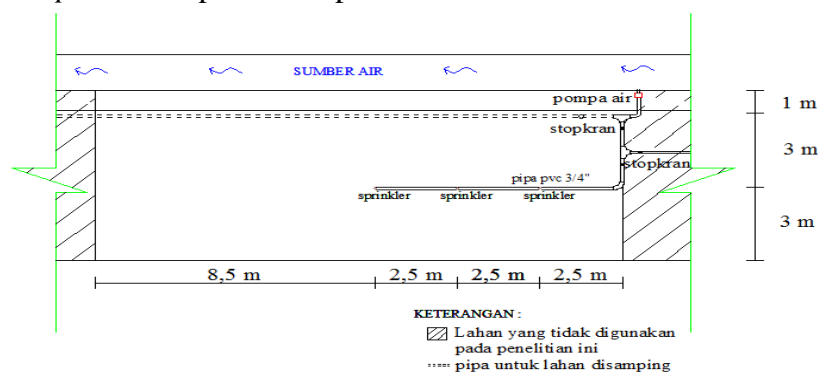 SUMBER AIR
pompa air
1 m
stopkran
3 m
stopkran
pipa pvc 3/4"
sprinkler sprinkler sprinkler
3 m
8,5 m 2,5 m 2,5 m 2,5 m
KETERANGAN :
Lahan yang tidak digunakan
pada penelitian ini
pipa untuk lahan disamping